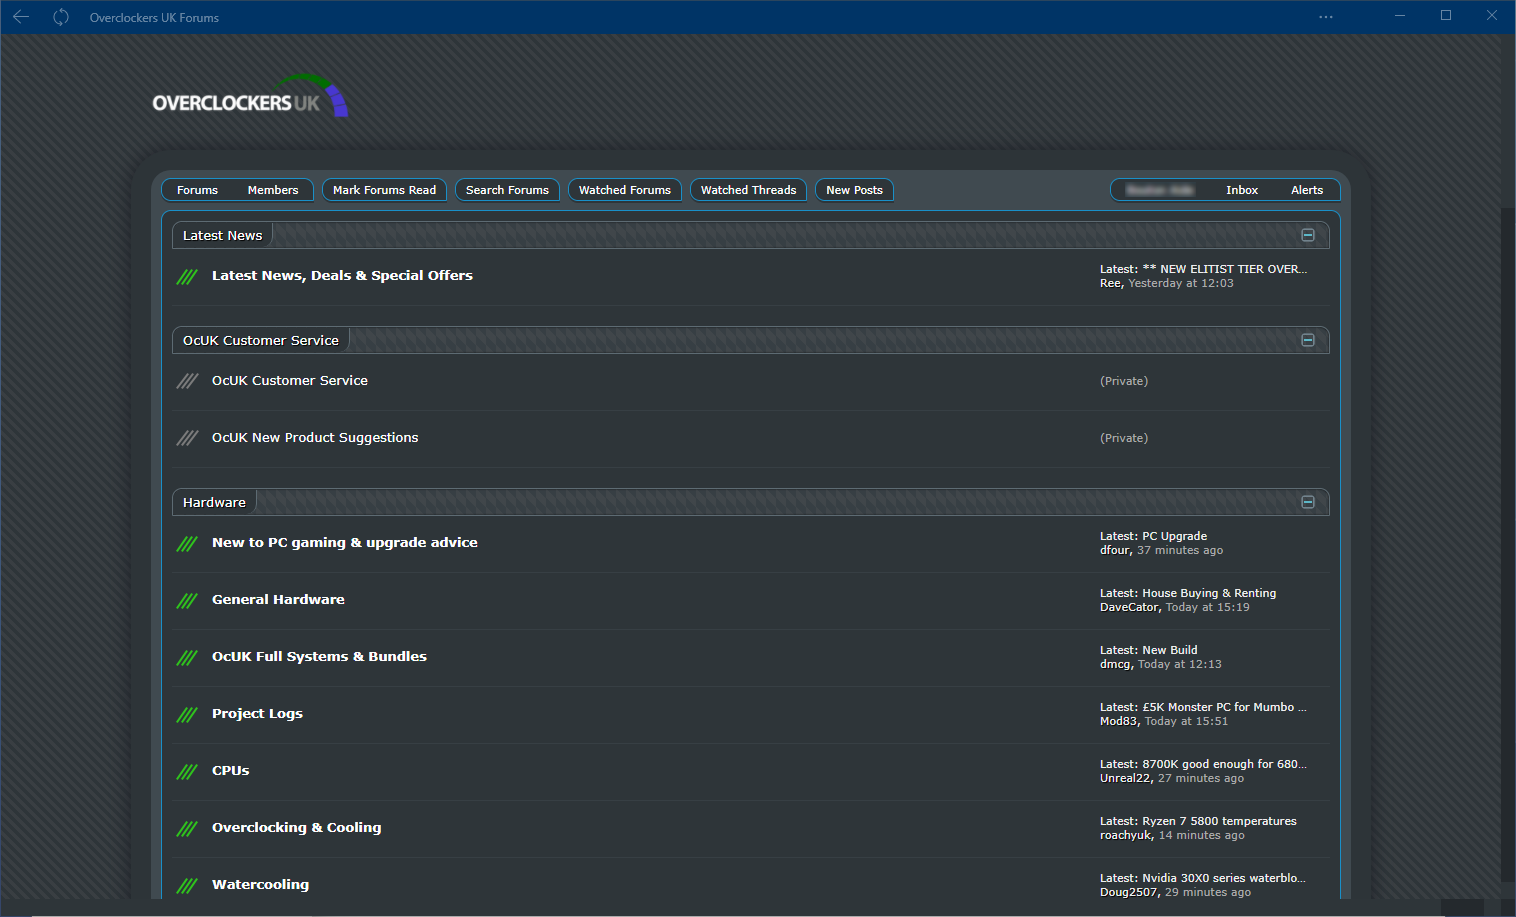 Overclockers UK Forums
OVERCLOCKERS UK
Forums Members Mark Forums Read Search Forums Watched Forums Watched Threads New Posts Inbox Alerts
Latest News
Latest News, Deals & Special Offers
Latest: ** NEW ELITIST TIER OVER...
Ree, Yesterday at 12:03
OcUK Customer Service
OcUK Customer Service
(Private)
OcUK New Product Suggestions
(Private)
Hardware
New to PC gaming & upgrade advice
Latest: PC Upgrade
dfour, 37 minutes ago
General Hardware
Latest: House Buying & Renting
DaveCator, Today at 15:19
OcUK Full Systems & Bundles
Latest: New Build
dmcg, Today at 12:13
Project Logs
Latest: £5K Monster PC for Mumbo ...
Mod83, Today at 15:51
CPUs
Latest: 8700K good enough for 680...
Unreal22, 27 minutes ago
Overclocking & Cooling
Latest: Ryzen 7 5800 temperatures
roachyuk, 14 minutes ago
Watercooling
Latest: Nvidia 30X0 series waterblo...
Doug2507, 29 minutes ago